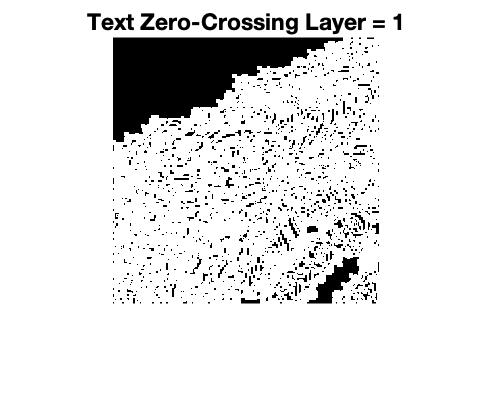 Text Zero-Crossing Layer = 1